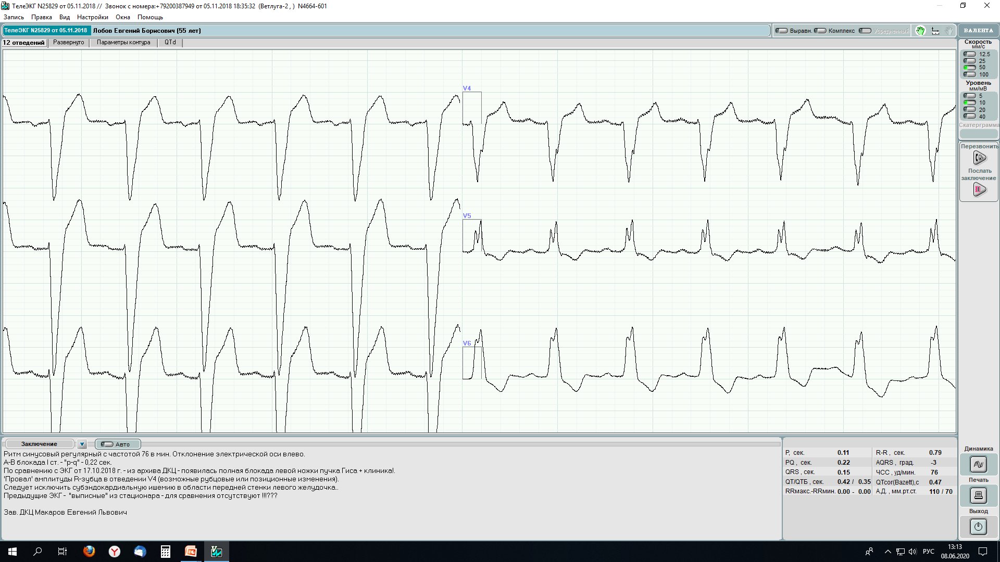 ТелеЭКГ N25829 от 05.11.2018 // Звонок с номера:+79200387949 от 05.11.2018 18:35:32 (Ветлуга-2 , ) N4664-601
Запись Правка Вид Настройки Окна Помощь
ТелеЭКГ N25829 от 05.11.2018 Лобов Евгений Борисович (55 лет)
Выравн. Комплекс Усредненный
ВАЛЕНТА
12 отведений Развернуто Параметры контура QTd
Скорость
мм/с
12.5
25
50
100
Уровень
мм/мВ
5
10
20
40
Скатерграмма
Перезвонить
Послать
заключение
V4
V5
V6
Заключение Авто
Ритм синусовый регулярный с частотой 76 в мин. Отклонение электрической оси влево.
А-В блокада I ст. - "p-q" - 0,22 сек.
По сравнению с ЭКГ от 17.10.2018 г. - из архива ДКЦ - появилась полная блокада левой ножки пучка Гиса + клиника!.
'Провал' амплитуды R-зубца в отведении V4 (возможные рубцовые или позиционные изменения).
Следует исключить субэндокардиальную ишемию в области передней стенки левого желудочка..
Предыдущие ЭКГ - "выписные" из стационара - для сравнения отсутствуют !!!???
Зав. ДКЦ Макаров Евгений Львович
P, сек. 0.11 R-R , сек. 0.79
PQ , сек. 0.22 AQRS , град. -3
QRS , сек. 0.15 ЧСС , уд/мин. 76
QT/QTБ , сек. 0.42 / 0.35 QTcor(Bazett),с 0.47
RRмакс.-RRмин. 0.00 - 0.00 А.Д. , мм.рт.ст. 110 / 70
Динамика
Печать
Выход
РУС
13:13
08.06.2020